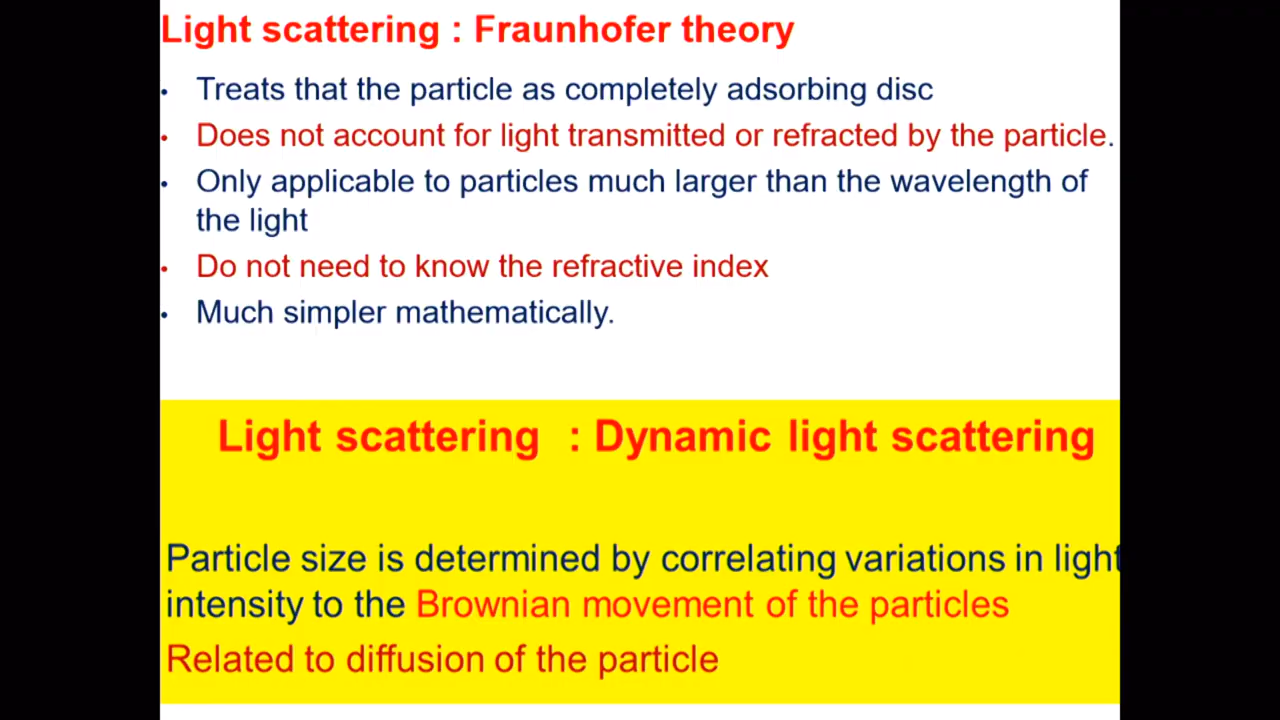 Light scattering : Fraunhofer theory
• Treats that the particle as completely adsorbing disc
• Does not account for light transmitted or refracted by the particle.
• Only applicable to particles much larger than the wavelength of
the light
• Do not need to know the refractive index
• Much simpler mathematically.
Light scattering : Dynamic light scattering
Particle size is determined by correlating variations in light
intensity to the Brownian movement of the particles
Related to diffusion of the particle